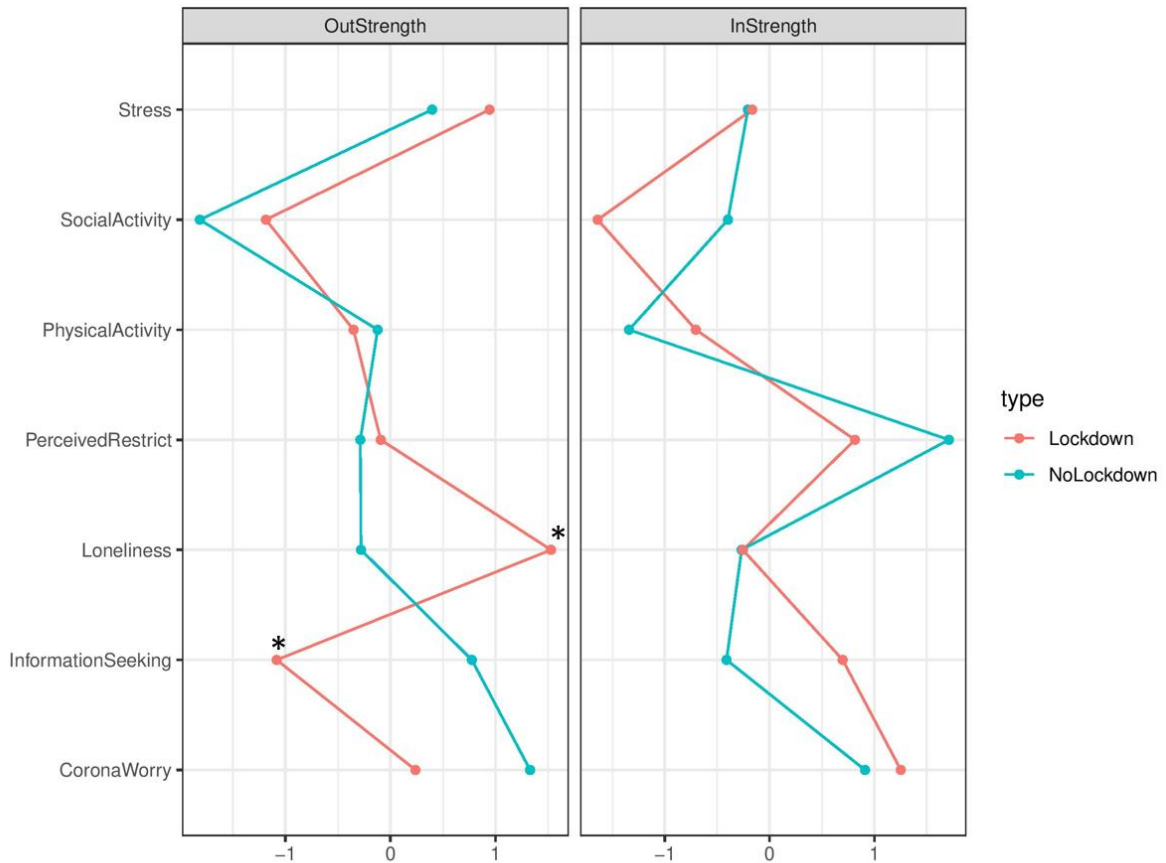 OutStrength InStrength
Stress
SocialActivity
PhysicalActivity
PerceivedRestrict
Loneliness
*
InformationSeeking
*
CoronaWorry
−1 0 1 −1 0 1
type
Lockdown
NoLockdown